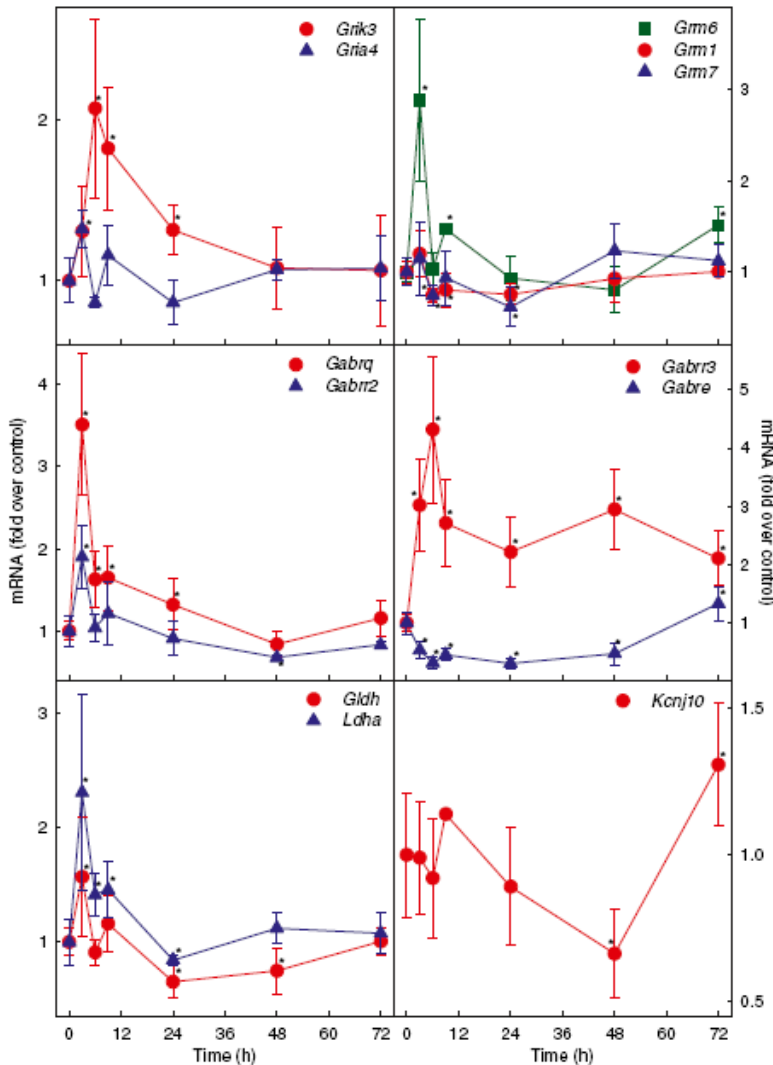 Grik3
Gria4
2
1
Grm6
Grm1
Grm7
3
2
1
Gabrq
Gabrr2
4
3
2
1
Gabrr3
Gabre
5
4
3
2
1
mRNA (fold over control)
mRNA (fold over control)
Gldh
Ldha
3
2
1
Kcnj10
1.5
1.0
0.5
0 12 24 36 48 60 72
0 12 24 36 48 60 72
Time (h)
Time (h)